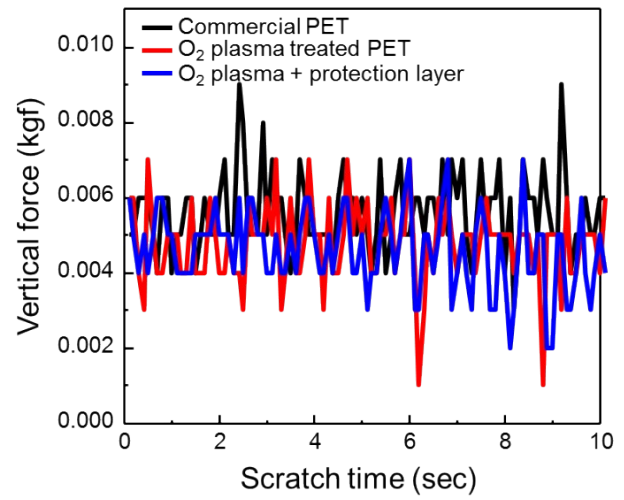 Commercial PET
O₂ plasma treated PET
O₂ plasma + protection layer
0.010
0.008
0.006
0.004
0.002
0.000
Vertical force (kgf)
0 2 4 6 8 10
Scratch time (sec)